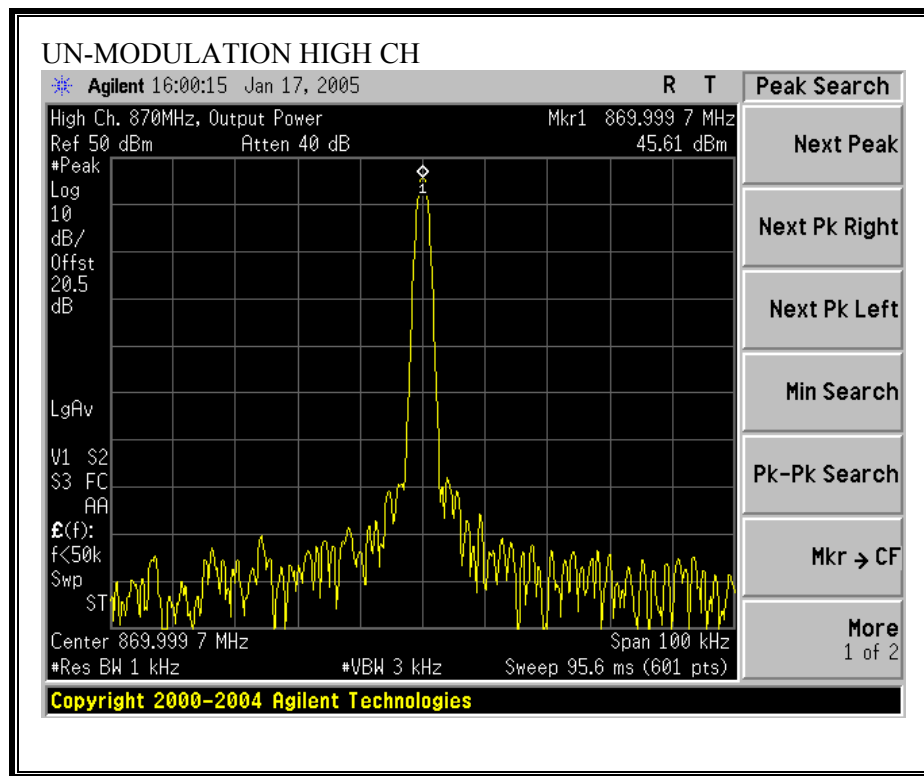 UN-MODULATION HIGH CH
Agilent 16:00:15 Jan 17, 2005 R T
Peak Search
High Ch. 870MHz, Output Power Mkr1 869.999 7 MHz
Ref 50 dBm Atten 40 dB 45.61 dBm
#Peak
Log
10
dB/
Offst
20.5
dB
1
LgAv
V1 S2
S3 FC
AA
£(f):
f<50k
Swp
ST
Center 869.999 7 MHz Span 100 kHz
#Res BW 1 kHz #VBW 3 kHz Sweep 95.6 ms (601 pts)
Next Peak
Next Pk Right
Next Pk Left
Min Search
Pk-Pk Search
Mkr → CF
More
1 of 2
Copyright 2000-2004 Agilent Technologies